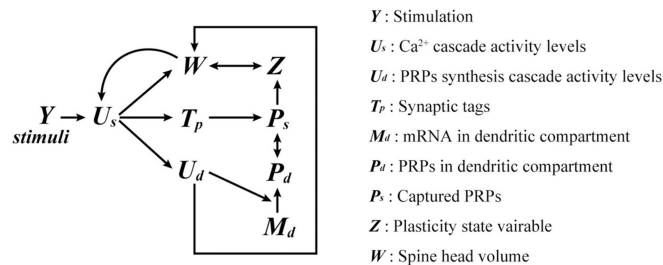 W Z
Y Us Tp Ps
stimuli
Ud Pd
Md
Y : Stimulation
Us : Ca2+ cascade activity levels
Ud : PRPs synthesis cascade activity levels
Tp : Synaptic tags
Md : mRNA in dendritic compartment
Pd : PRPs in dendritic compartment
Ps : Captured PRPs
Z : Plasticity state vairable
W : Spine head volume